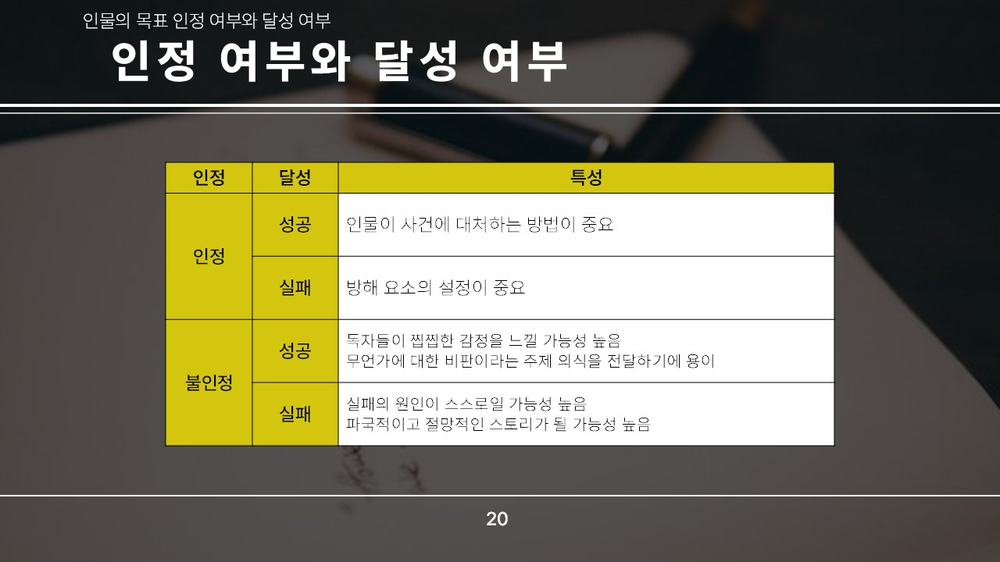 인물의 목표 인정 여부와 달성 여부
인정 여부와 달성 여부
인정 달성 특성
인정
성공 인물이 사건에 대처하는 방법이 중요
실패 방해 요소의 설정이 중요
불인정
성공 독자들이 찝찝한 감정을 느낄 가능성 높음
무언가에 대한 비판이라는 주제 의식을 전달하기에 용이
실패 실패의 원인이 스스로일 가능성 높음
파국적이고 절망적인 스토리가 될 가능성 높음
20